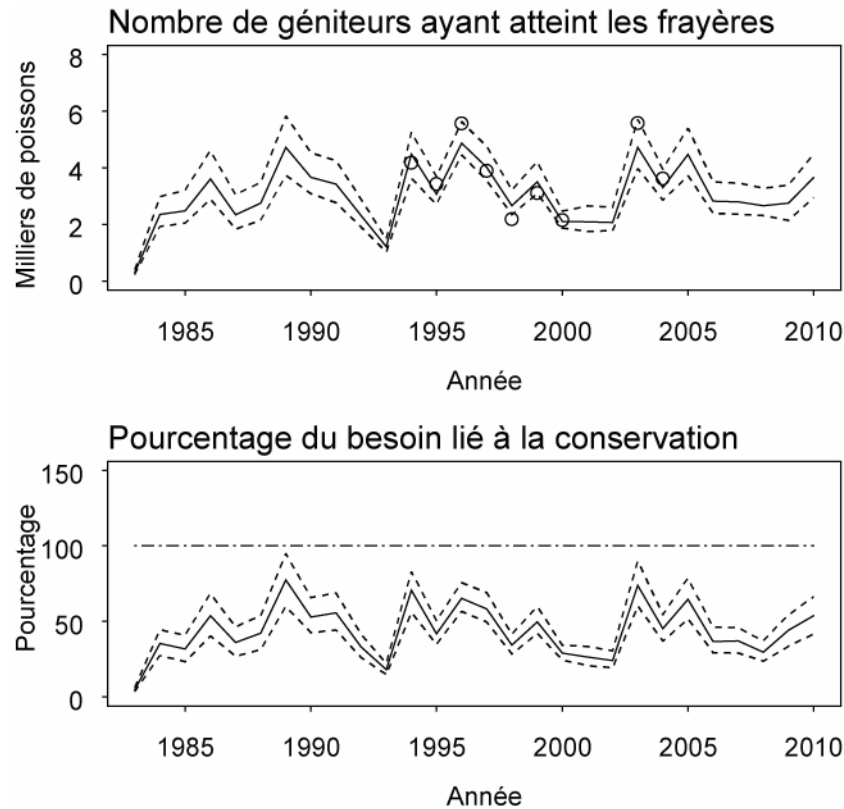 Nombre de géniteurs ayant atteint les frayères
Milliers de poissons
8
6
4
2
0
1985 1990 1995 2000 2005 2010
Année
Pourcentage du besoin lié à la conservation
Pourcentage
150
100
50
0
1985 1990 1995 2000 2005 2010
Année